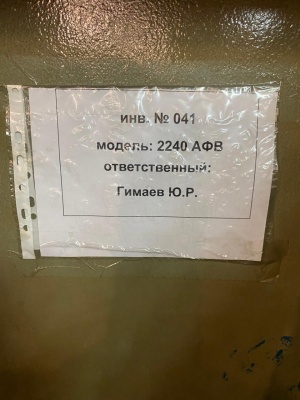 инв. № 041
модель: 2240 АФВ
ответственный:
Гимаев Ю.Р.